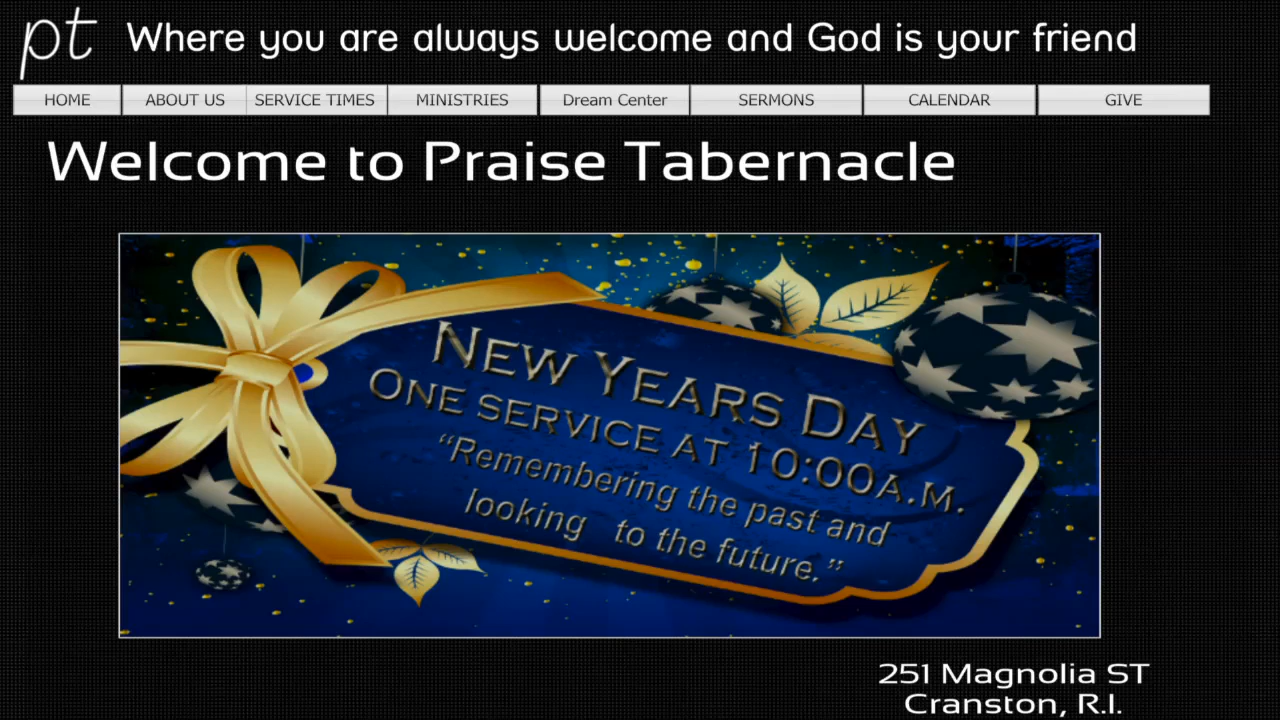 pt Where you are always welcome and God is your friend
HOME ABOUT US SERVICE TIMES MINISTRIES Dream Center SERMONS CALENDAR GIVE
Welcome to Praise Tabernacle
NEW YEARS DAY
ONE SERVICE AT 10:00A.M.
“Remembering the past and
looking to the future.”
251 Magnolia ST
Cranston, R.I.